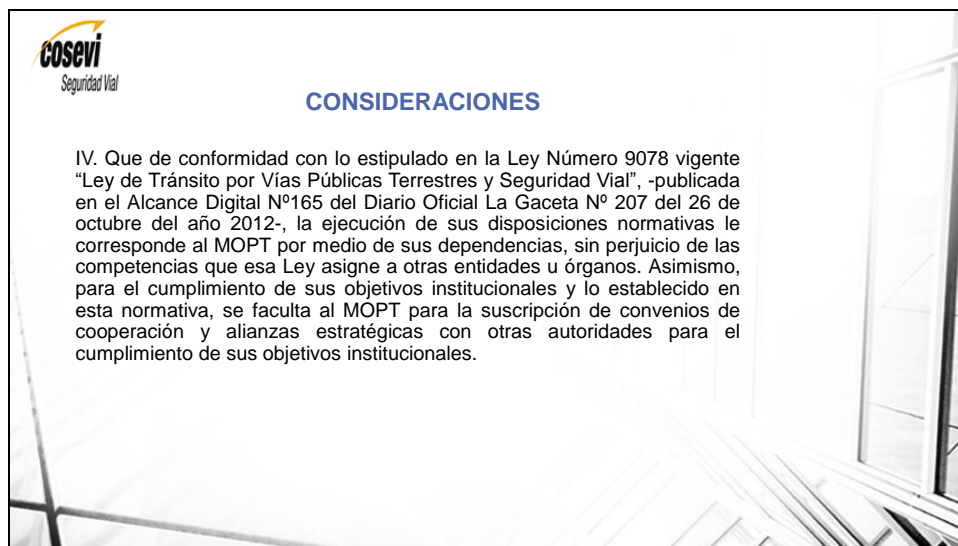 cosevi
Seguridad Vial
CONSIDERACIONES
IV. Que de conformidad con lo estipulado en la Ley Número 9078 vigente
“Ley de Tránsito por Vías Públicas Terrestres y Seguridad Vial”, -publicada
en el Alcance Digital Nº165 del Diario Oficial La Gaceta Nº 207 del 26 de
octubre del año 2012-, la ejecución de sus disposiciones normativas le
corresponde al MOPT por medio de sus dependencias, sin perjuicio de las
competencias que esa Ley asigne a otras entidades u órganos. Asimismo,
para el cumplimiento de sus objetivos institucionales y lo establecido en
esta normativa, se faculta al MOPT para la suscripción de convenios de
cooperación y alianzas estratégicas con otras autoridades para el
cumplimiento de sus objetivos institucionales.